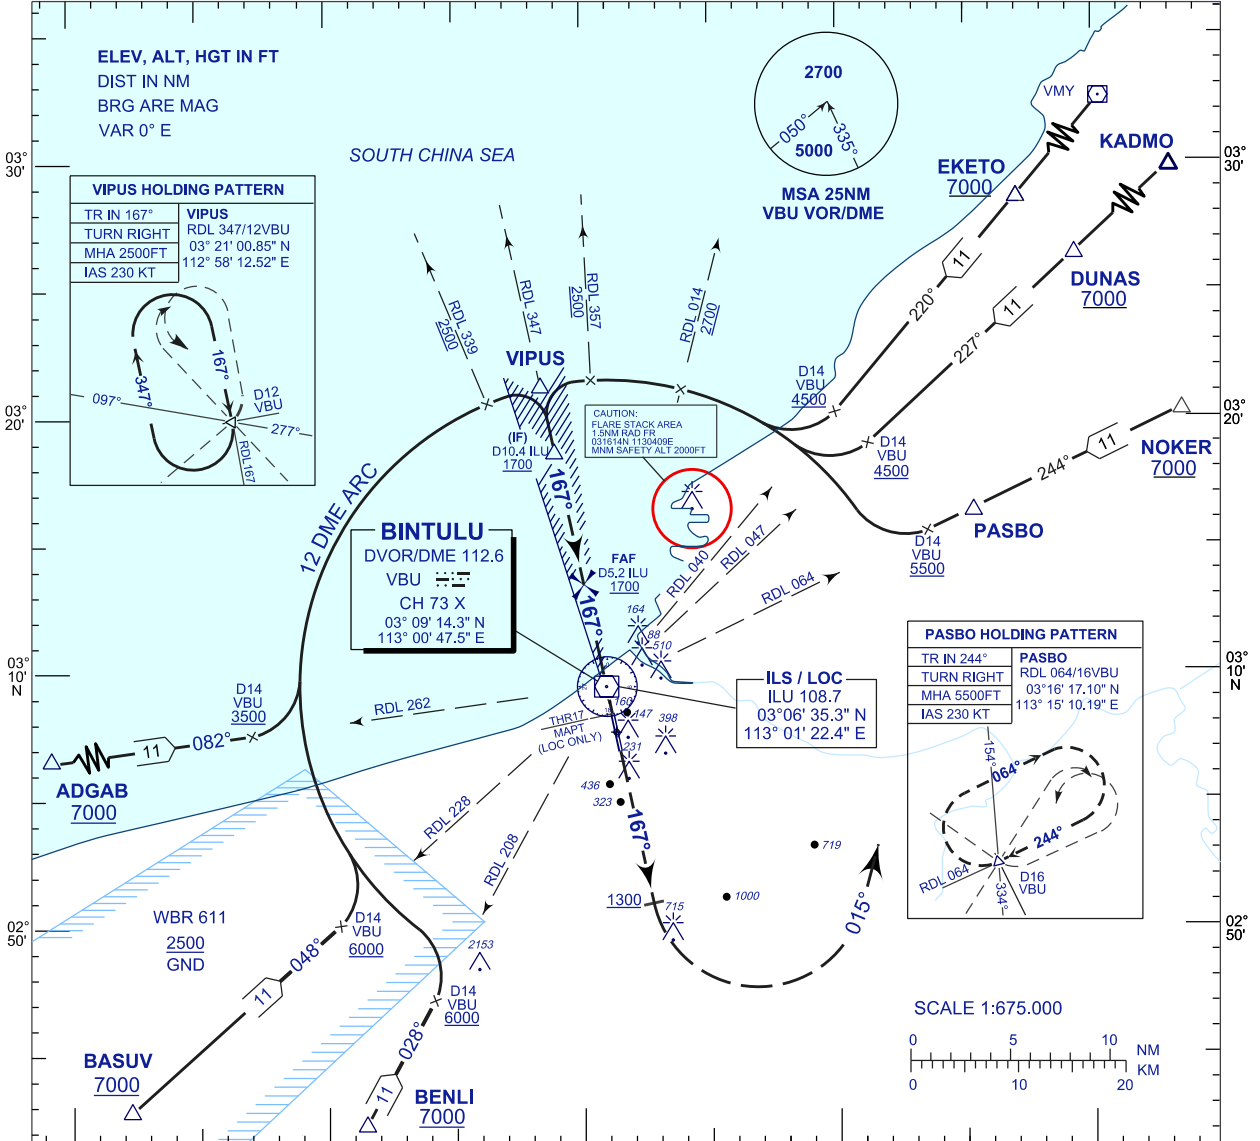 ELEV, ALT, HGT IN FT
DIST IN NM
BRG ARE MAG
VAR 0° E
SOUTH CHINA SEA
2700
050°
335°
5000
MSA 25NM
VBU VOR/DME
VMY
KADMO
EKETO
7000
DUNAS
7000
NOKER
7000
PASBO
11
220°
11
227°
11
244°
D14
VBU
4500
D14
VBU
4500
D14
VBU
5500
03°
30'
03°
20'
03°
10'
N
02°
50'
03°
30'
03°
20'
03°
10'
N
02°
50'
VIPUS HOLDING PATTERN
TR IN 167°
TURN RIGHT
MHA 2500FT
IAS 230 KT
VIPUS
RDL 347/12VBU
03° 21' 00.85" N
112° 58' 12.52" E
167°
347°
097°
277°
D12
VBU
RDL167
RDL 339
2500
RDL 347
RDL 357
2500
RDL 014
2700
VIPUS
(IF)
D10.4 ILU
1700
167°
CAUTION:
FLARE STACK AREA
1.5NM RAD FR
031614N 1130409E
MNM SAFETY ALT 2000FT
12 DME ARC
BINTULU
DVOR/DME 112.6
VBU
CH 73 X
03° 09' 14.3" N
113° 00' 47.5" E
FAF
D5.2 ILU
1700
167°
RDL 040
RDL 047
RDL 064
164
88
510
ILS / LOC
ILU 108.7
03° 06' 35.3" N
113° 01' 22.4" E
160
147
398
231
THR17
MAPT
(LOC ONLY)
436
323
167°
719
1000
1300
715
015°
RDL 262
RDL 228
RDL 208
D14
VBU
3500
11
082°
ADGAB
7000
WBR 611
2500
GND
D14
VBU
6000
048°
11
BASUV
7000
2153
D14
VBU
6000
028°
11
BENLI
7000
PASBO HOLDING PATTERN
TR IN 244°
TURN RIGHT
MHA 5500FT
IAS 230 KT
PASBO
RDL 064/16VBU
03°16' 17.10" N
113° 15' 10.19" E
154°
064°
244°
RDL 064
334°
D16
VBU
SCALE 1:675.000
0 5 10 NM
KM
0 10 20